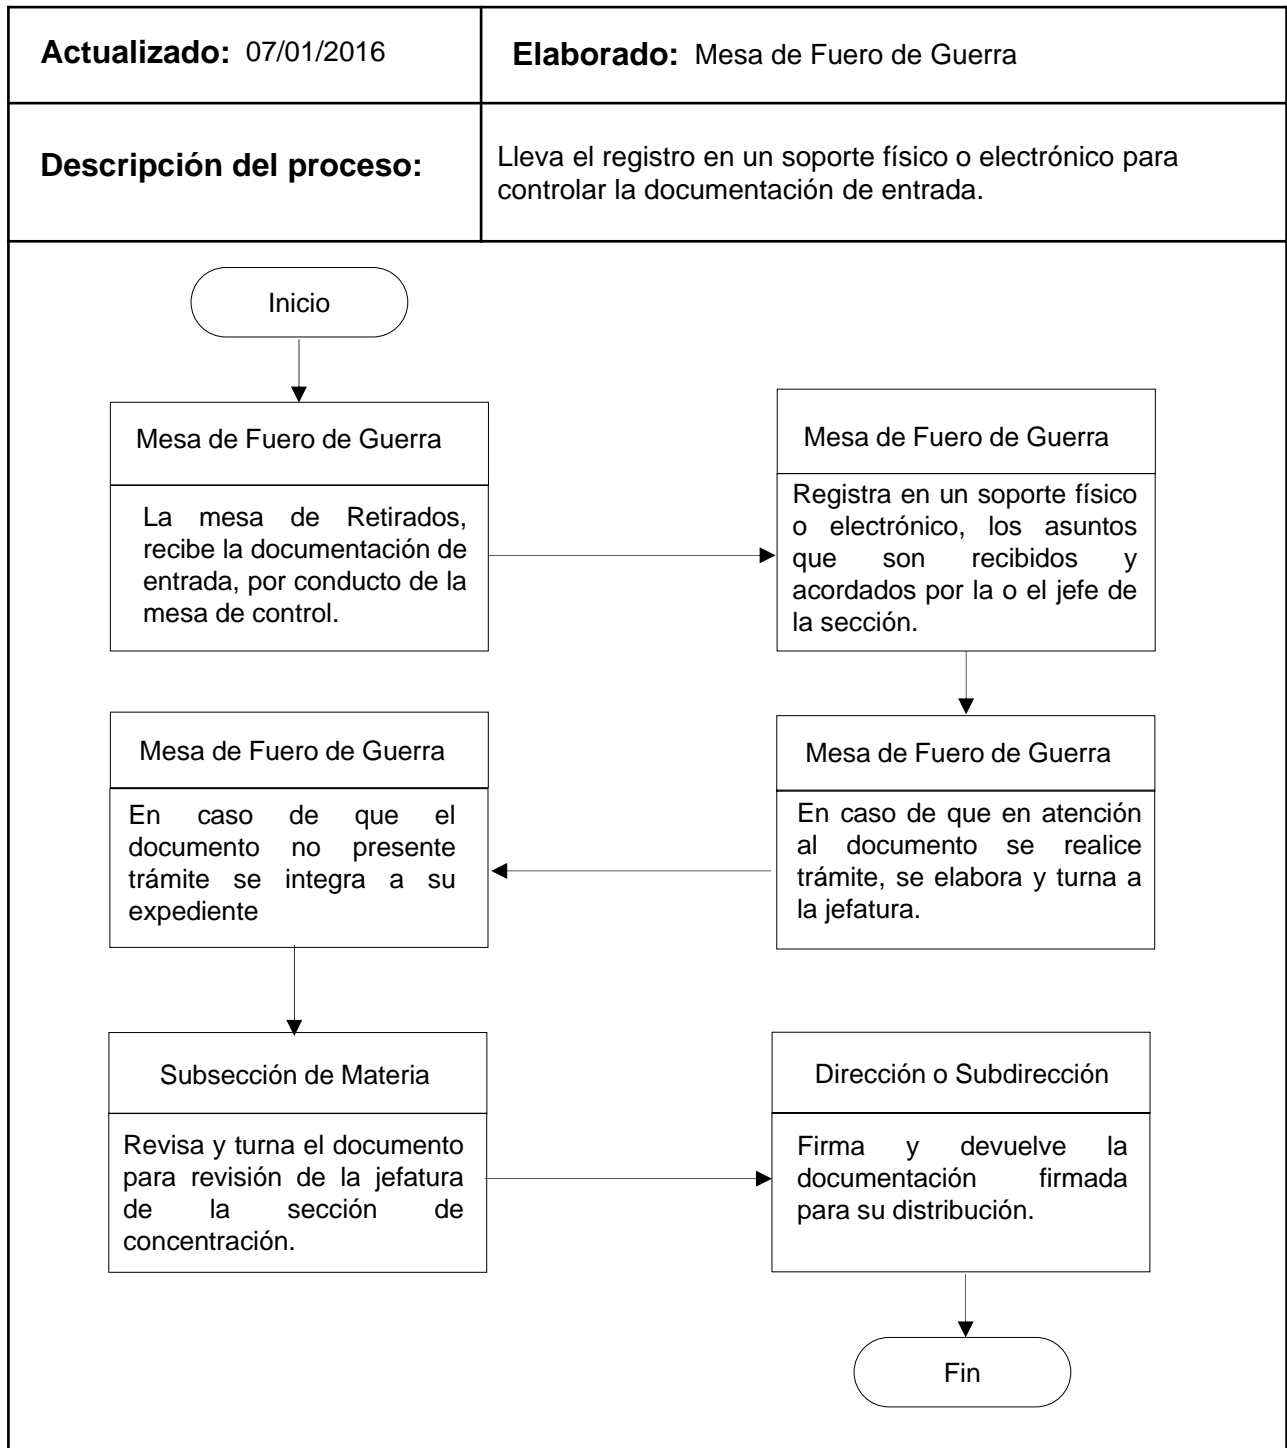 Actualizado: 07/01/2016
Elaborado: Mesa de Fuero de Guerra
Descripción del proceso:
Lleva el registro en un soporte físico o electrónico para
controlar la documentación de entrada.
Inicio
Mesa de Fuero de Guerra
La mesa de Retirados,
recibe la documentación de
entrada, por conducto de la
mesa de control.
Mesa de Fuero de Guerra
Registra en un soporte físico
o electrónico, los asuntos
que son recibidos y
acordados por la o el jefe de
la sección.
Mesa de Fuero de Guerra
En caso de que en atención
al documento se realice
trámite, se elabora y turna a
la jefatura.
Mesa de Fuero de Guerra
En caso de que el
documento no presente
trámite se integra a su
expediente
Subsección de Materia
Revisa y turna el documento
para revisión de la jefatura
de la sección de
concentración.
Dirección o Subdirección
Firma y devuelve la
documentación firmada
para su distribución.
Fin